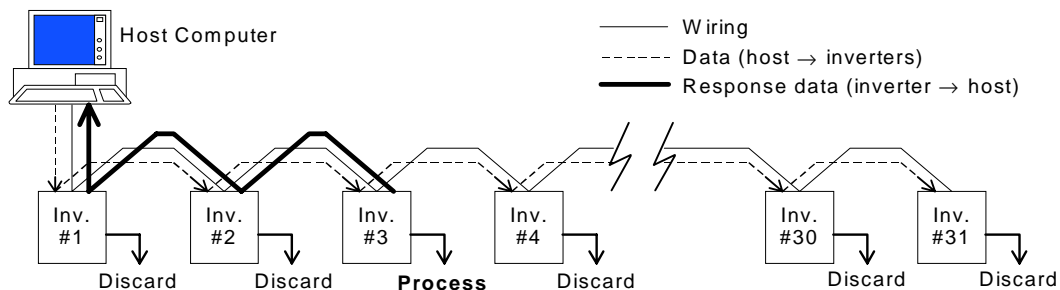 Host Computer
Wiring
Data (host → inverters)
Response data (inverter → host)
Inv.
#1
Inv.
#2
Inv.
#3
Inv.
#4
Inv.
#30
Inv.
#31
Discard
Discard
Process
Discard
Discard
Discard